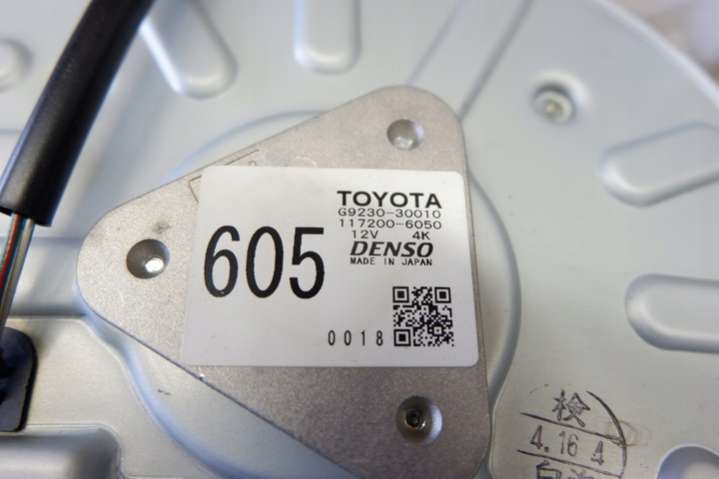 TOYOTA
G9230-30010
117200-6050
12V 4K
DENSO
MADE IN JAPAN
605
0018
検
4.16 4